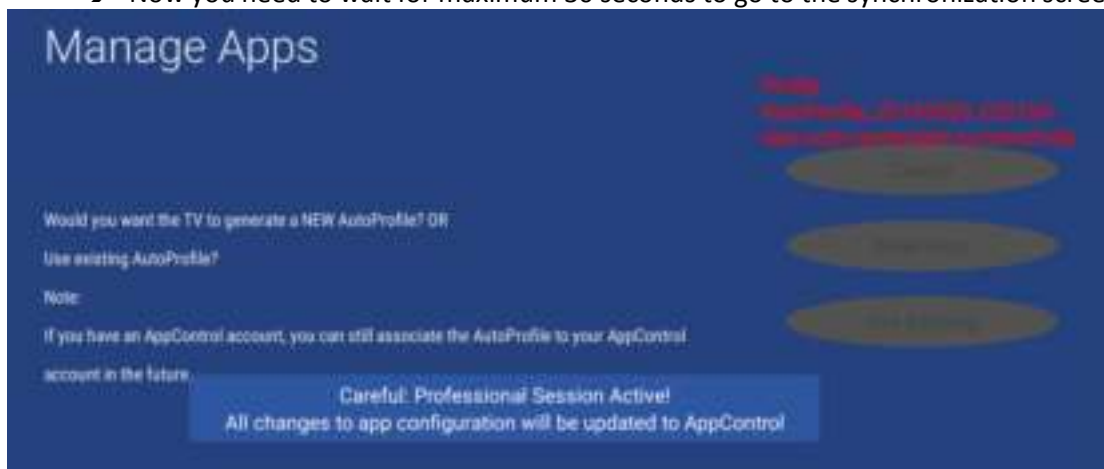 Now you need to wait for maximum 30 seconds to go to the synchronization scree
Manage Apps
Would you want the TV to generate a NEW AutoProfile? OR
Use existing AutoProfile?
Note:
If you have an AppControl account, you can still associate the AutoProfile to your AppControl
account in the future.
Careful: Professional Session Active!
All changes to app configuration will be updated to AppControl